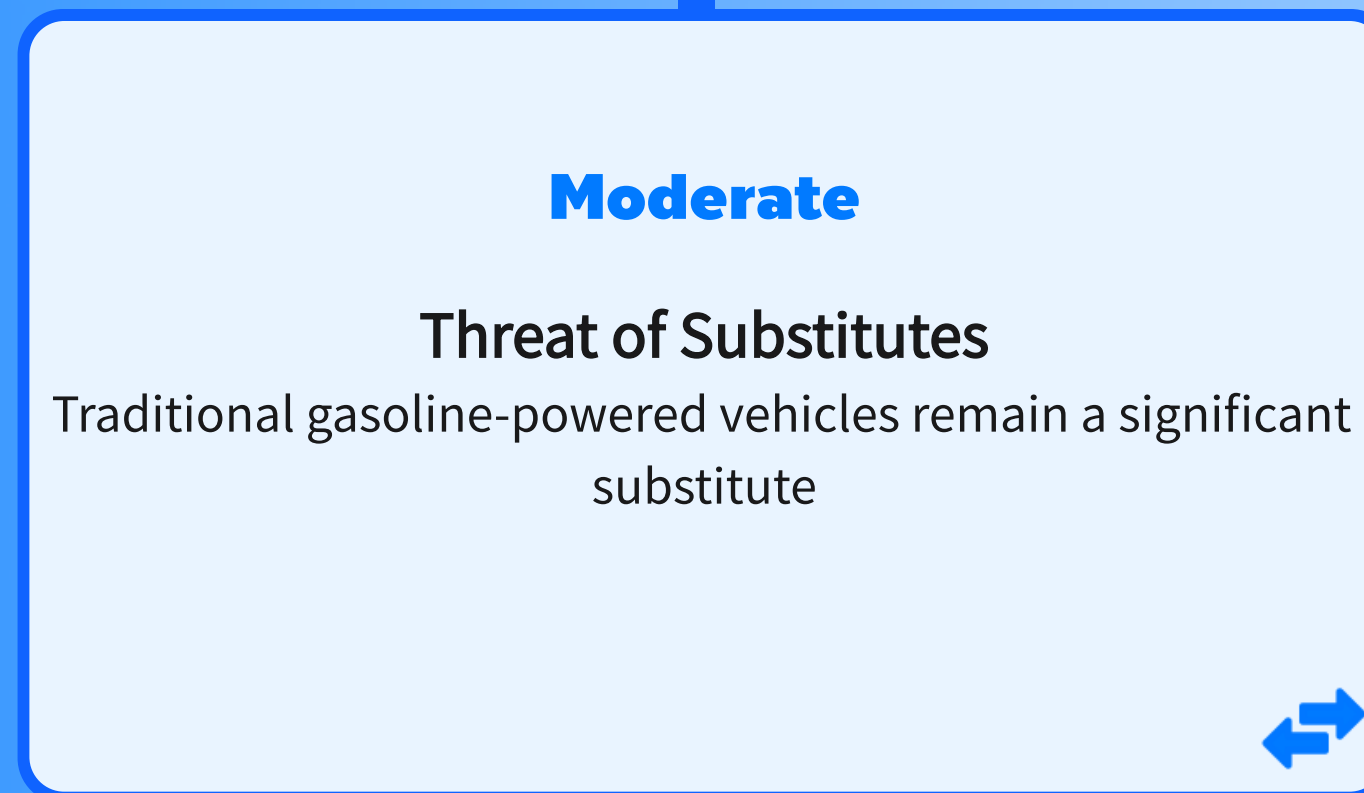 Moderate
Threat of Substitutes
Traditional gasoline-powered vehicles remain a significant
substitute